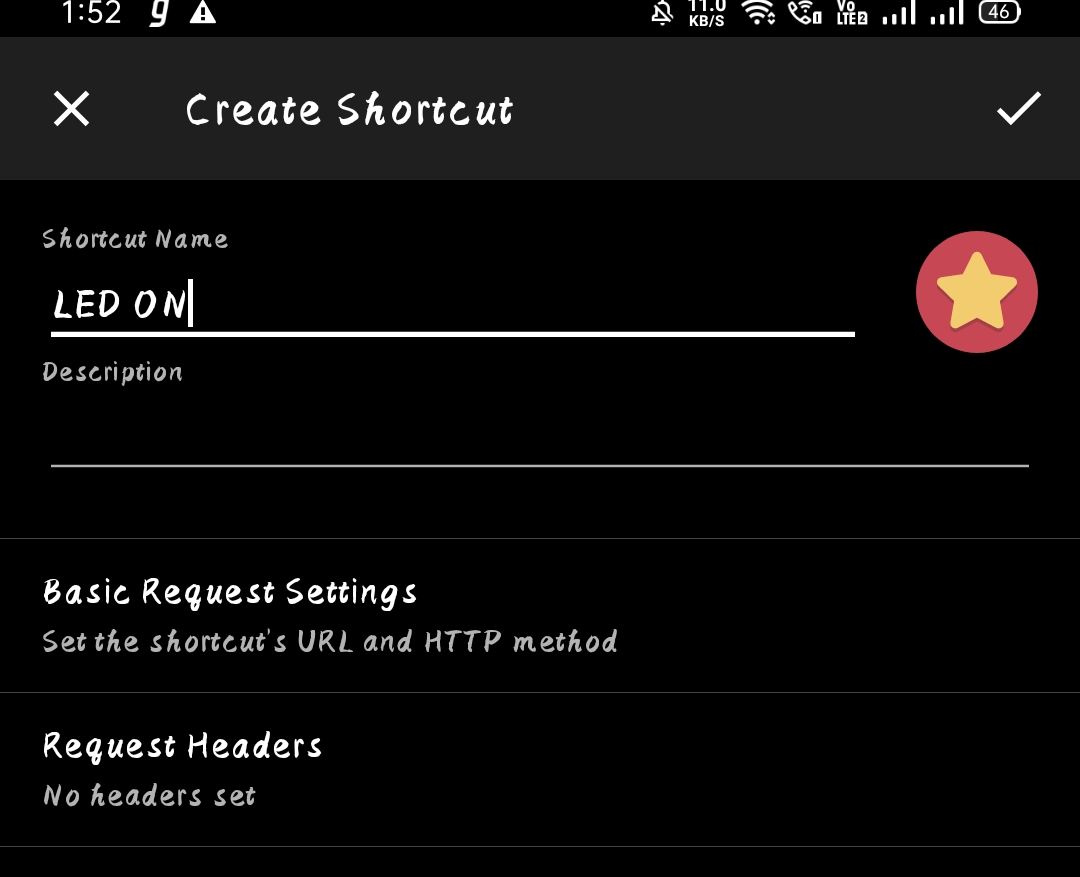 1:52 g 11.0 KB/S Vo LTE2 46
Create Shortcut
Shortcut Name
LED ON
Description
Basic Request Settings
Set the shortcut's URL and HTTP method
Request Headers
No headers set